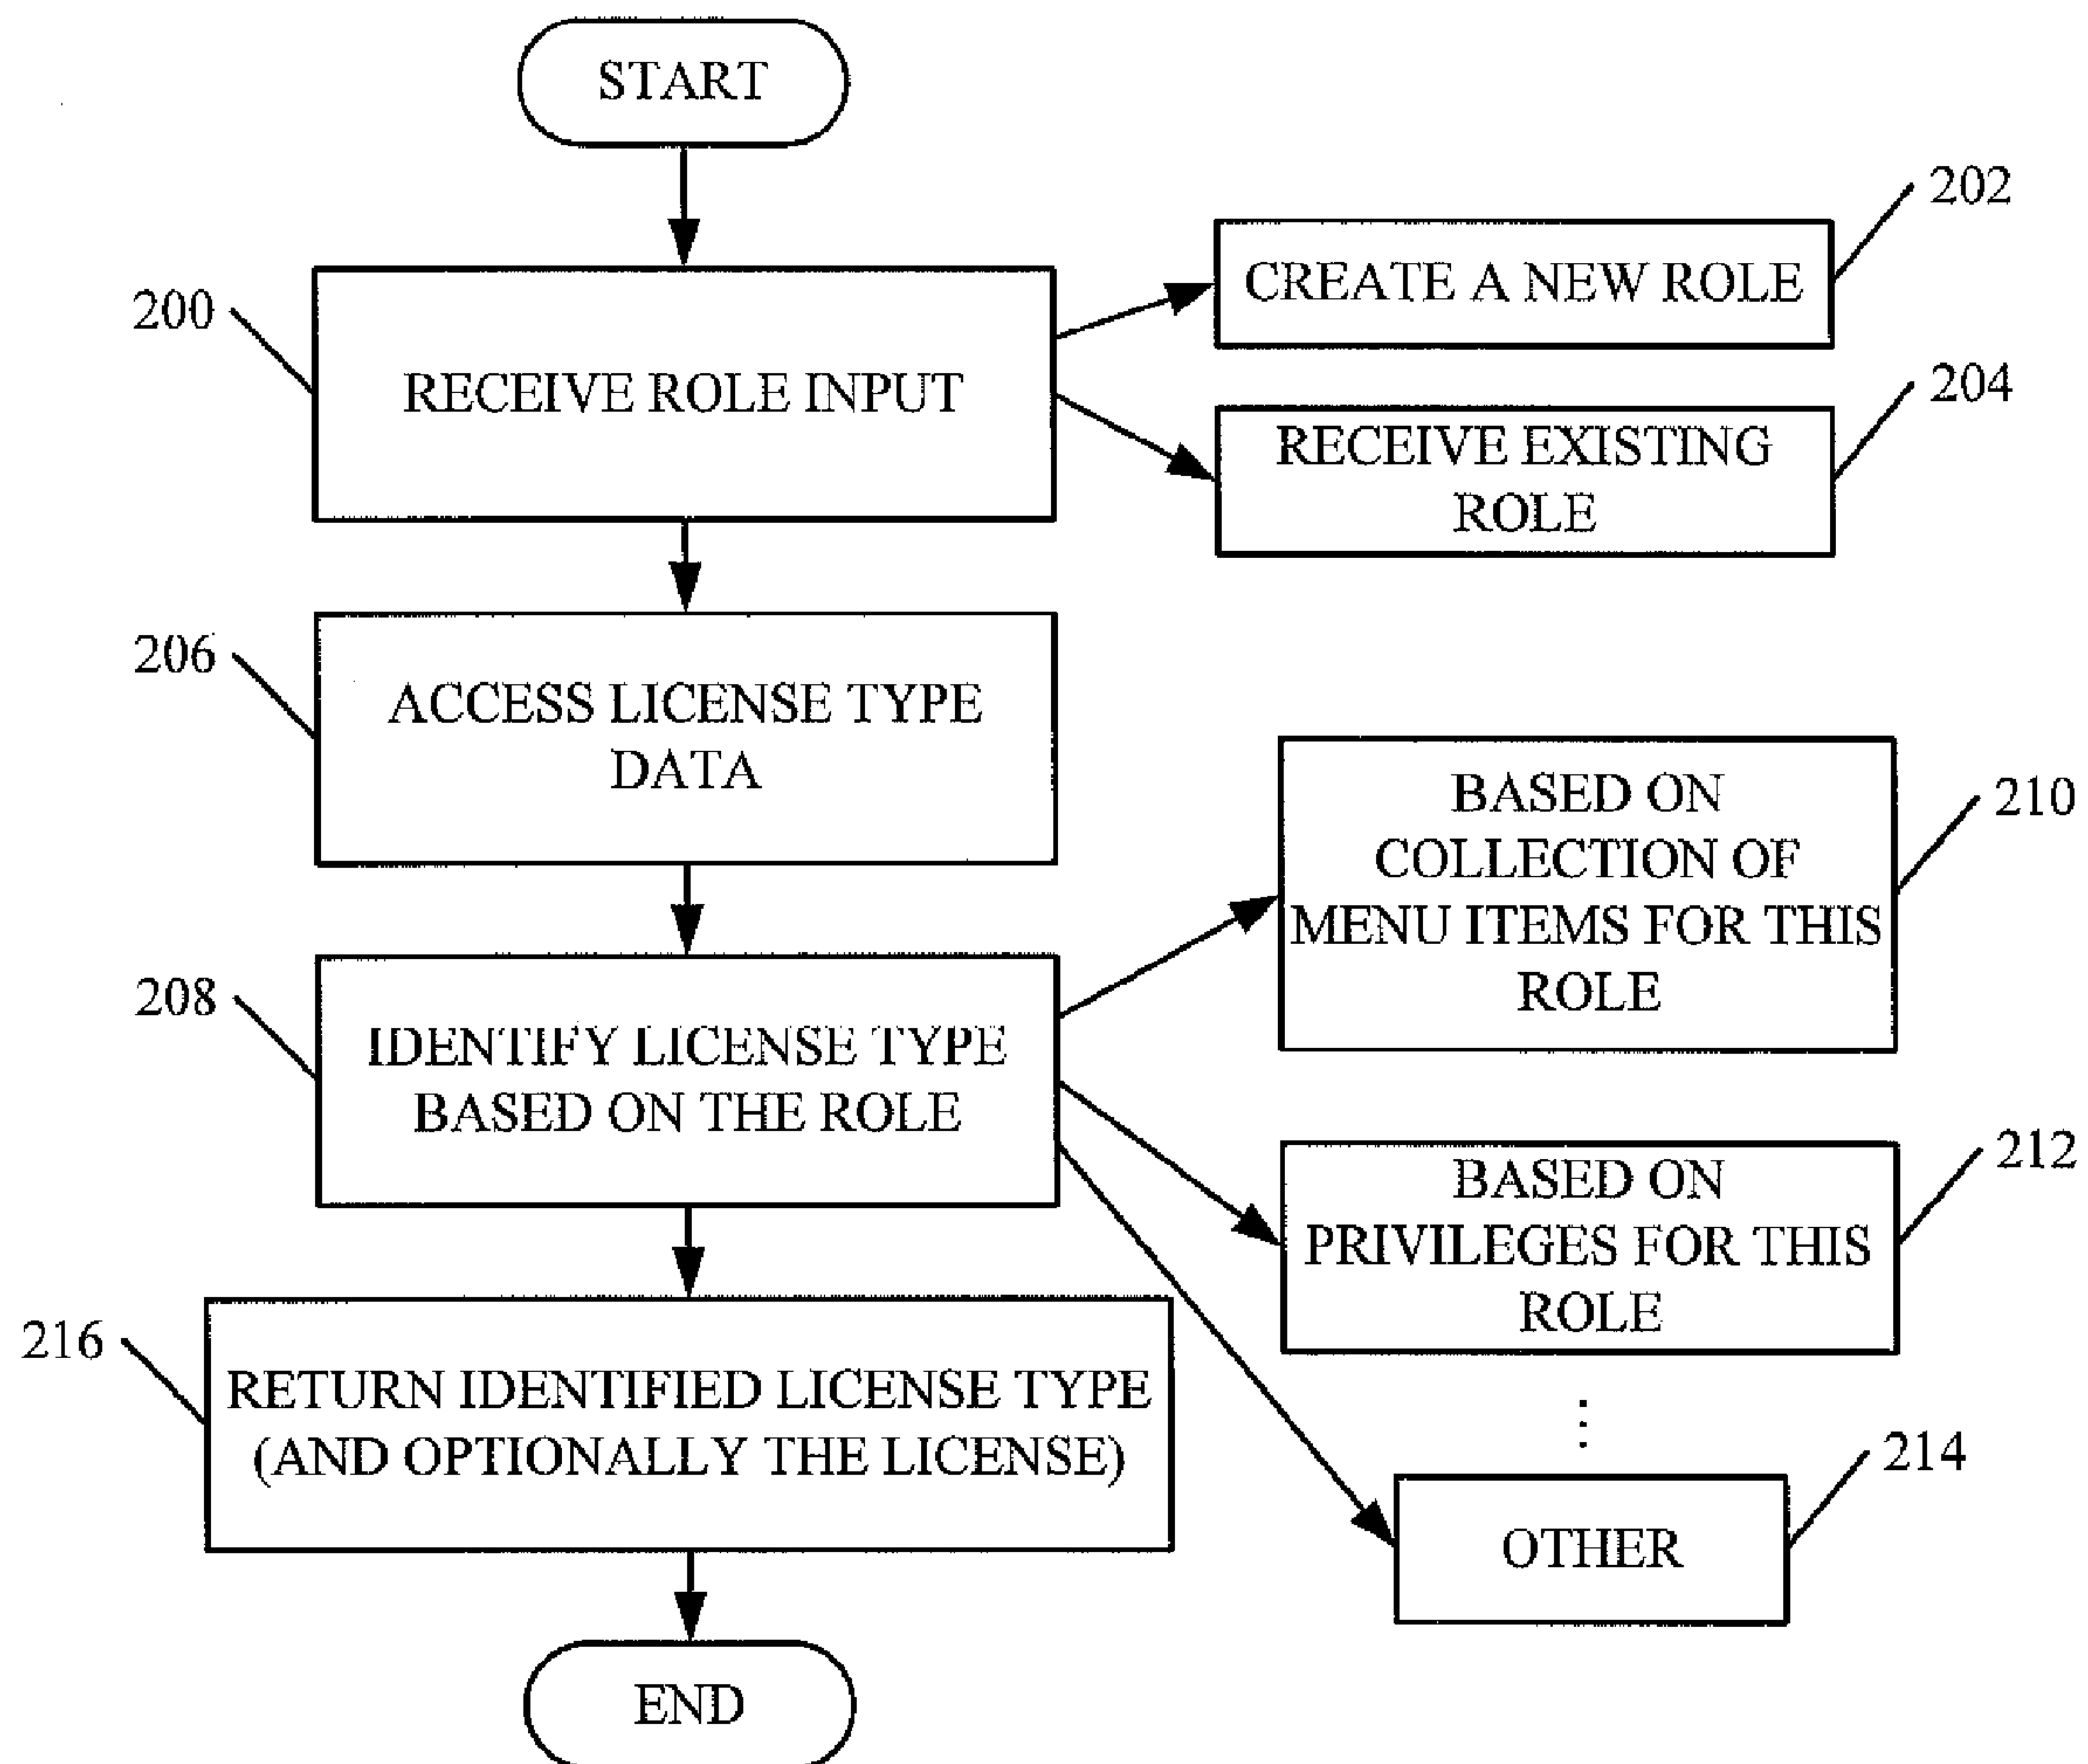 START
202
CREATE A NEW ROLE
200
RECEIVE ROLE INPUT
204
RECEIVE EXISTING
ROLE
206
ACCESS LICENSE TYPE
DATA
210
BASED ON
COLLECTION OF
MENU ITEMS FOR THIS
ROLE
208
IDENTIFY LICENSE TYPE
BASED ON THE ROLE
212
BASED ON
PRIVILEGES FOR THIS
ROLE
216
RETURN IDENTIFIED LICENSE TYPE
(AND OPTIONALLY THE LICENSE)
⋮
214
OTHER
END